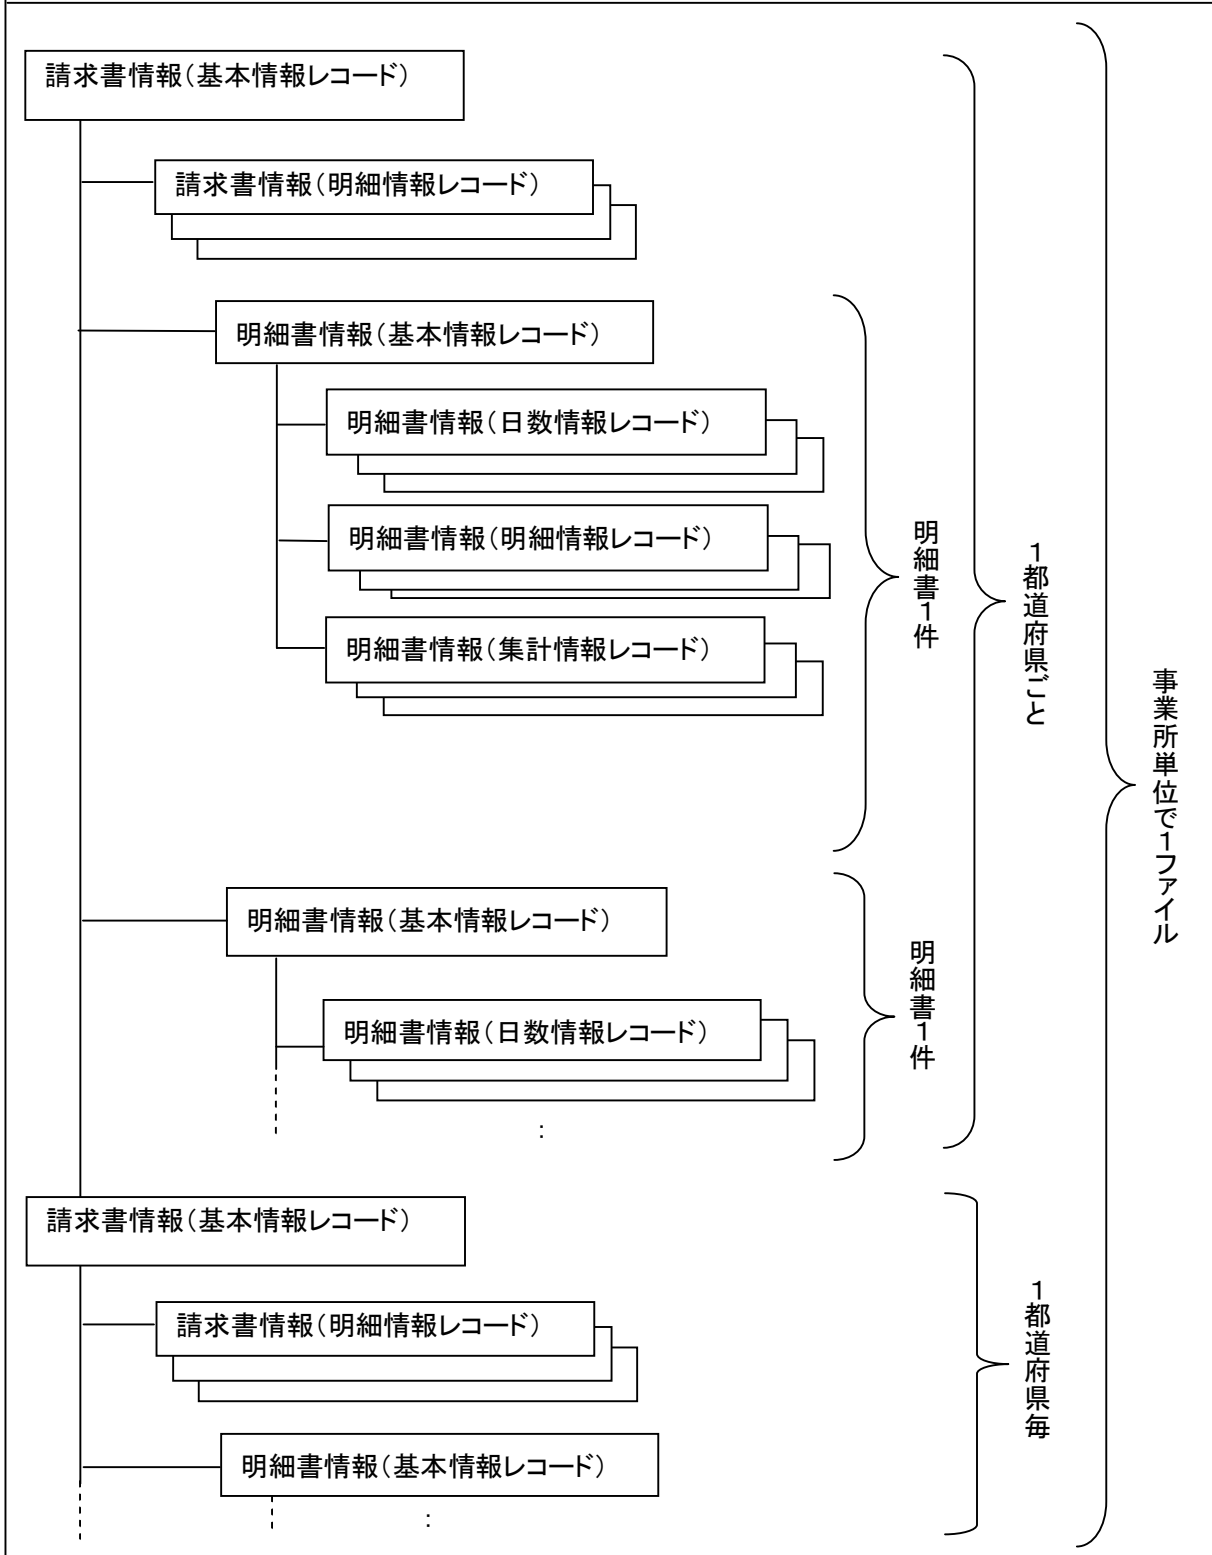 請求書情報（基本情報レコード）
請求書情報（明細情報レコード）
明細書情報（基本情報レコード）
明細書情報（日数情報レコード）
明細書情報（明細情報レコード）
明細書情報（集計情報レコード）
明細書1件
1都道府県ごと
事業所単位で1ファイル
明細書情報（基本情報レコード）
明細書情報（日数情報レコード）
:
明細書1件
請求書情報（基本情報レコード）
請求書情報（明細情報レコード）
明細書情報（基本情報レコード）
:
1都道府県毎